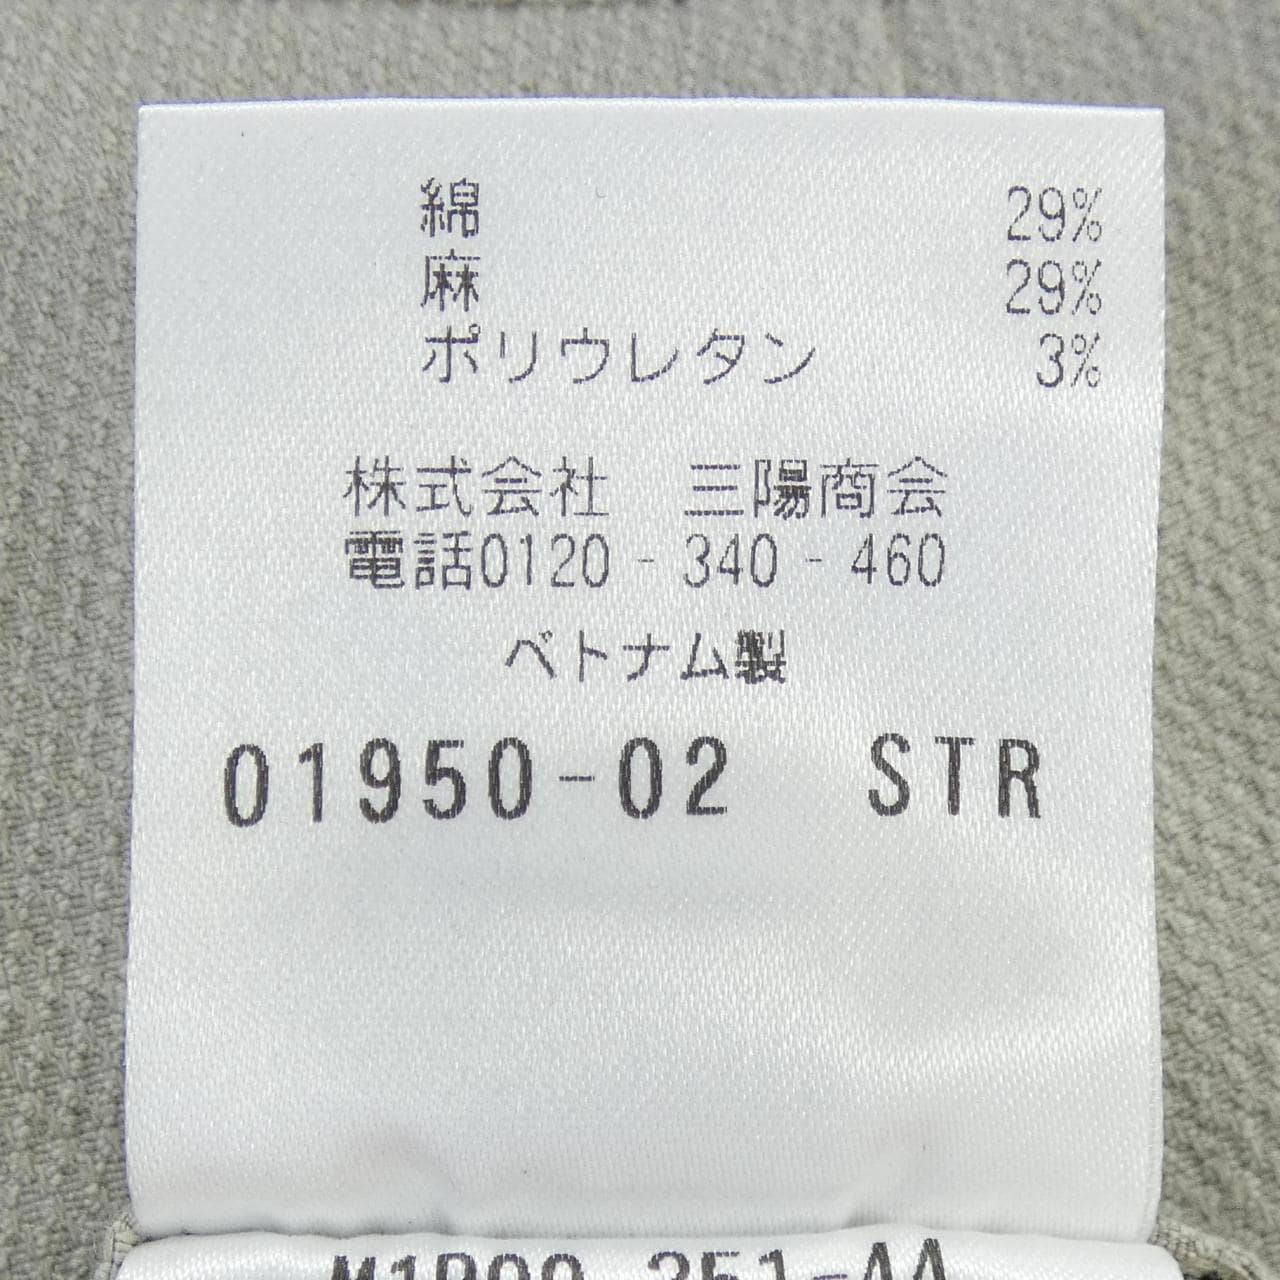 綿 29%
麻 29%
ポリウレタン 3%
株式会社 三陽商会
電話0120-340-460
ベトナム製
01950-02 STR